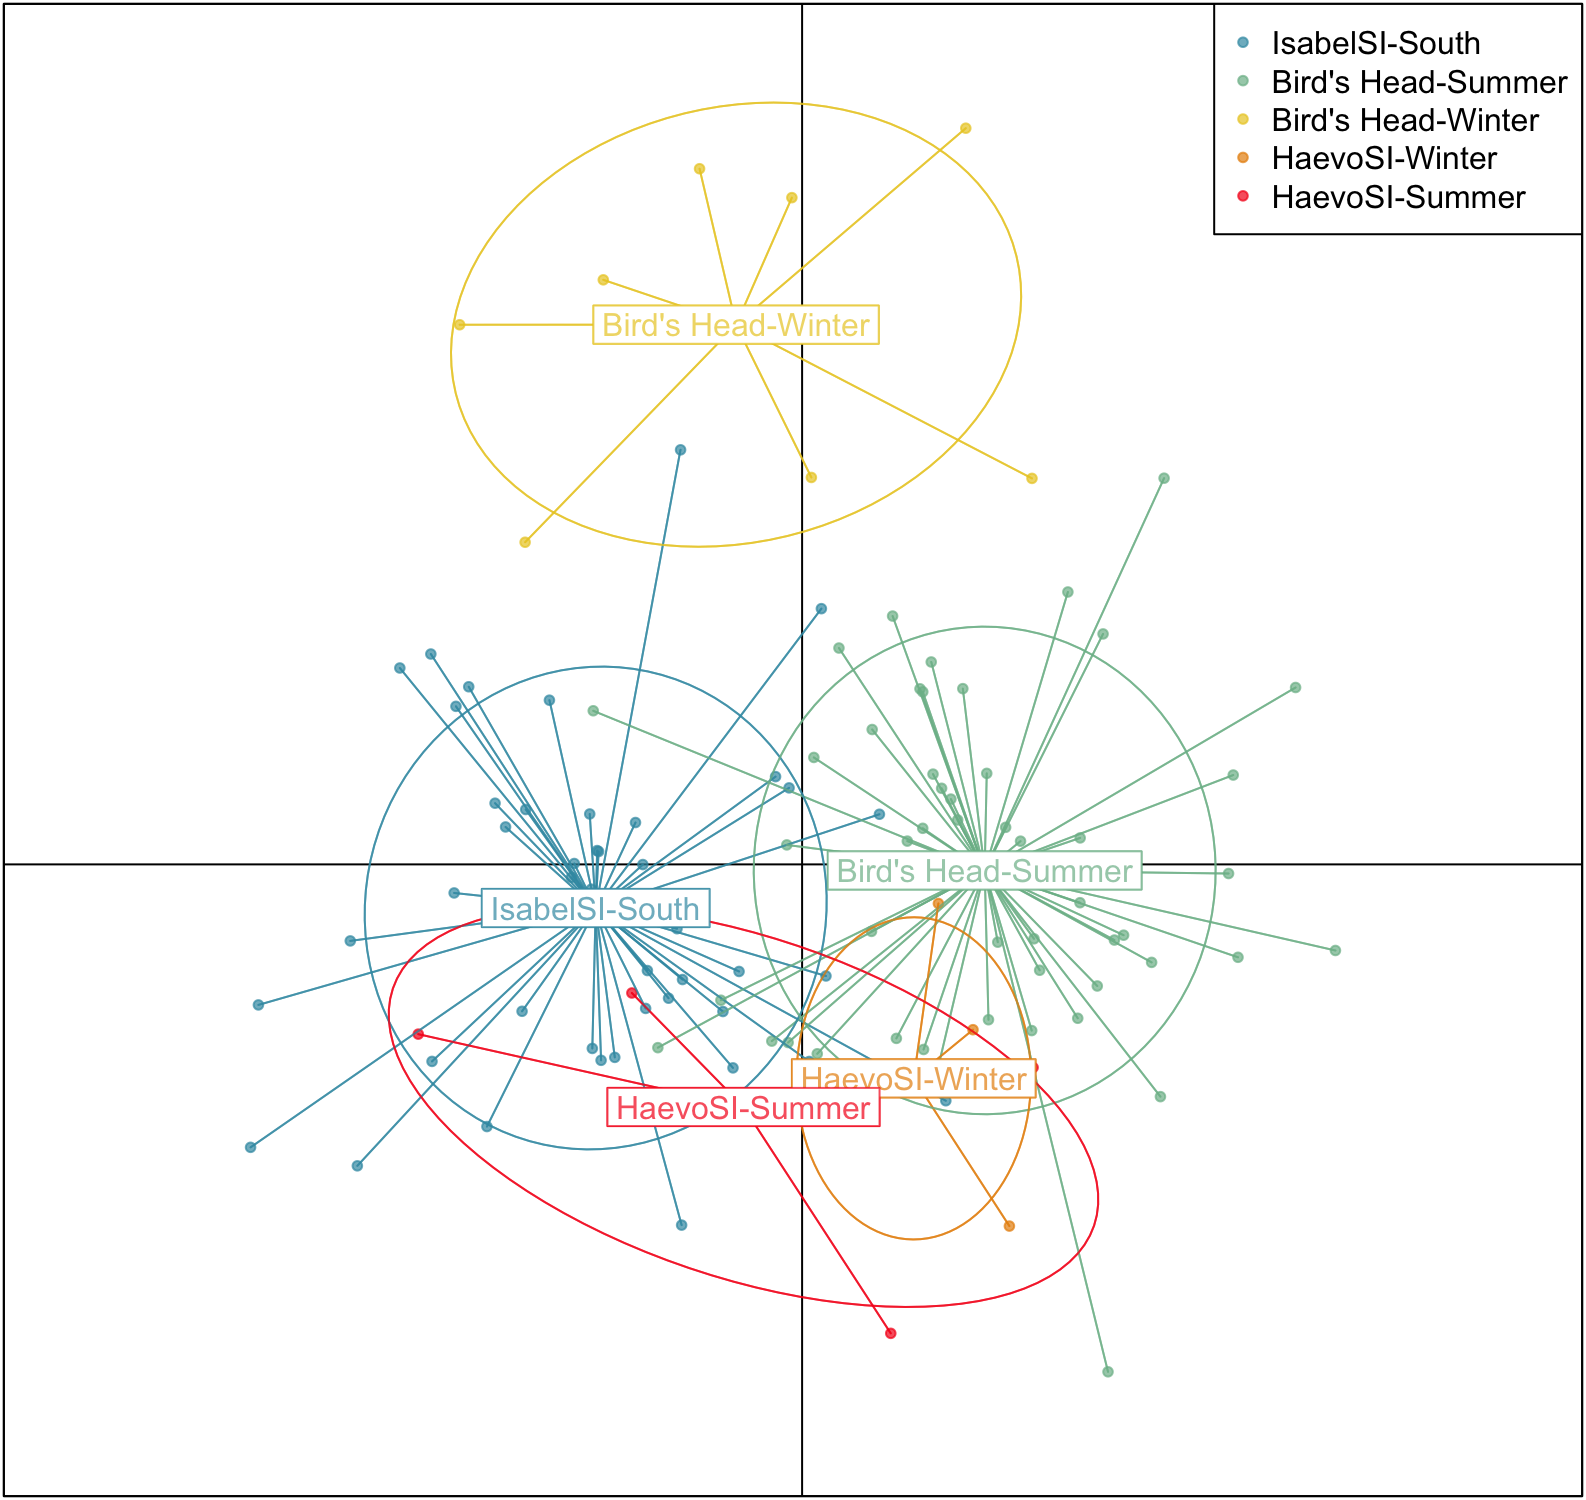 IsabelSI-South
Bird's Head-Summer
Bird's Head-Winter
HaevoSI-Winter
HaevoSI-Summer
Bird's Head-Winter
Bird's Head-Summer
IsabelSI-South
HaevoSI-Winter
HaevoSI-Summer